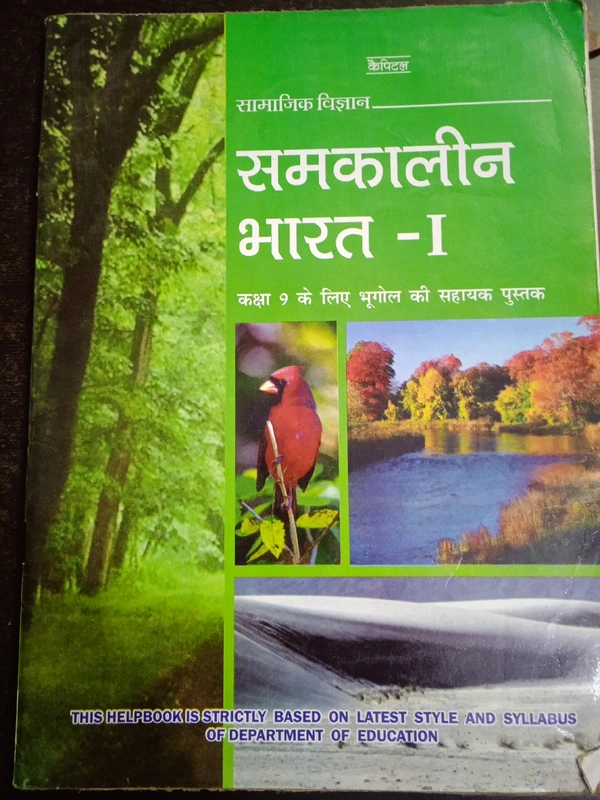 कैपिटल
सामाजिक विज्ञान
समकालीन
भारत -I
कक्षा 9 के लिए भूगोल की सहायक पुस्तक
THIS HELPBOOK IS STRICTLY BASED ON LATEST STYLE AND SYLLABUS
OF DEPARTMENT OF EDUCATION